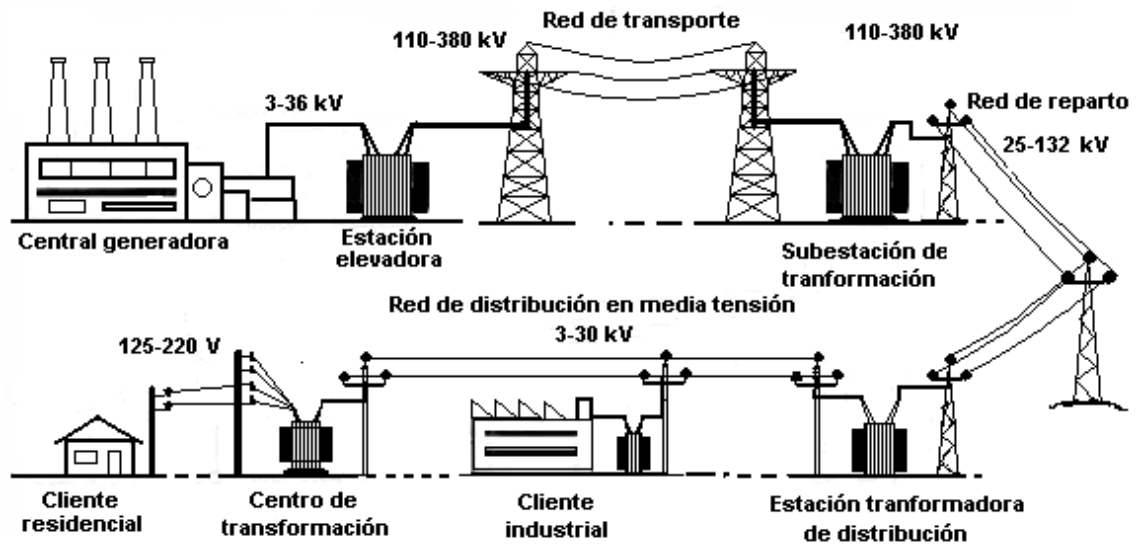 Red de transporte
110-380 kV
110-380 kV
3-36 kV
Red de reparto
25-132 kV
Central generadora
Estación
elevadora
Subestación de
tranformación
Red de distribución en media tensión
3-30 kV
125-220 V
Cliente
residencial
Centro de
transformación
Cliente
industrial
Estación tranformadora
de distribución